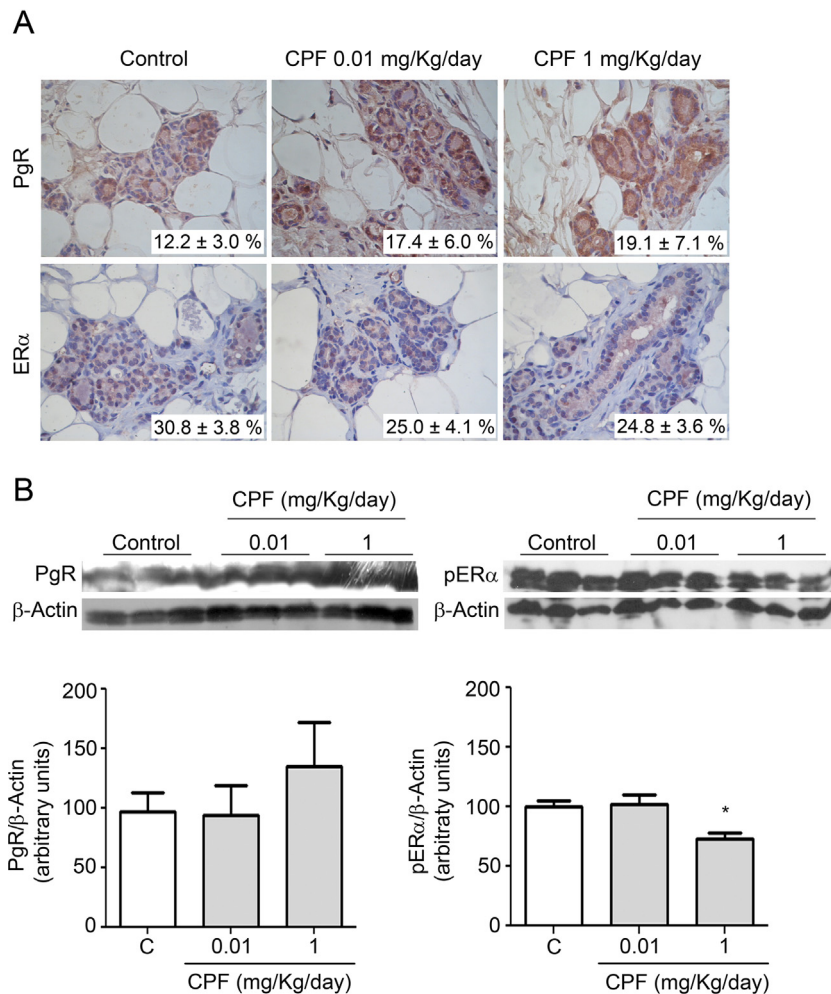 A
Control CPF 0.01 mg/Kg/day CPF 1 mg/Kg/day
PgR
12.2 ± 3.0 % 17.4 ± 6.0 % 19.1 ± 7.1 %
ERα
30.8 ± 3.8 % 25.0 ± 4.1 % 24.8 ± 3.6 %
B
CPF (mg/Kg/day) CPF (mg/Kg/day)
Control 0.01 1 Control 0.01 1
PgR pERα
β-Actin β-Actin
PgR/β-Actin
(arbitrary units)
200
150
100
50
0
C 0.01 1
CPF (mg/Kg/day)
pERα/β-Actin
(arbitraty units)
200
150
100
50
0
*
C 0.01 1
CPF (mg/Kg/day)